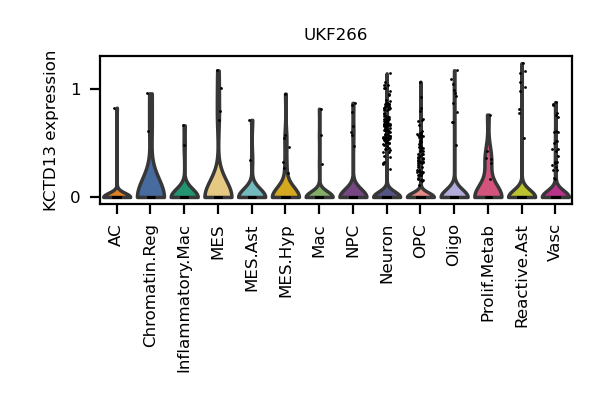 UKF266
KCTD13 expression
1
0
AC
Chromatin.Reg
Inflammatory.Mac
MES
MES.Ast
MES.Hyp
Mac
NPC
Neuron
OPC
Oligo
Prolif.Metab
Reactive.Ast
Vasc